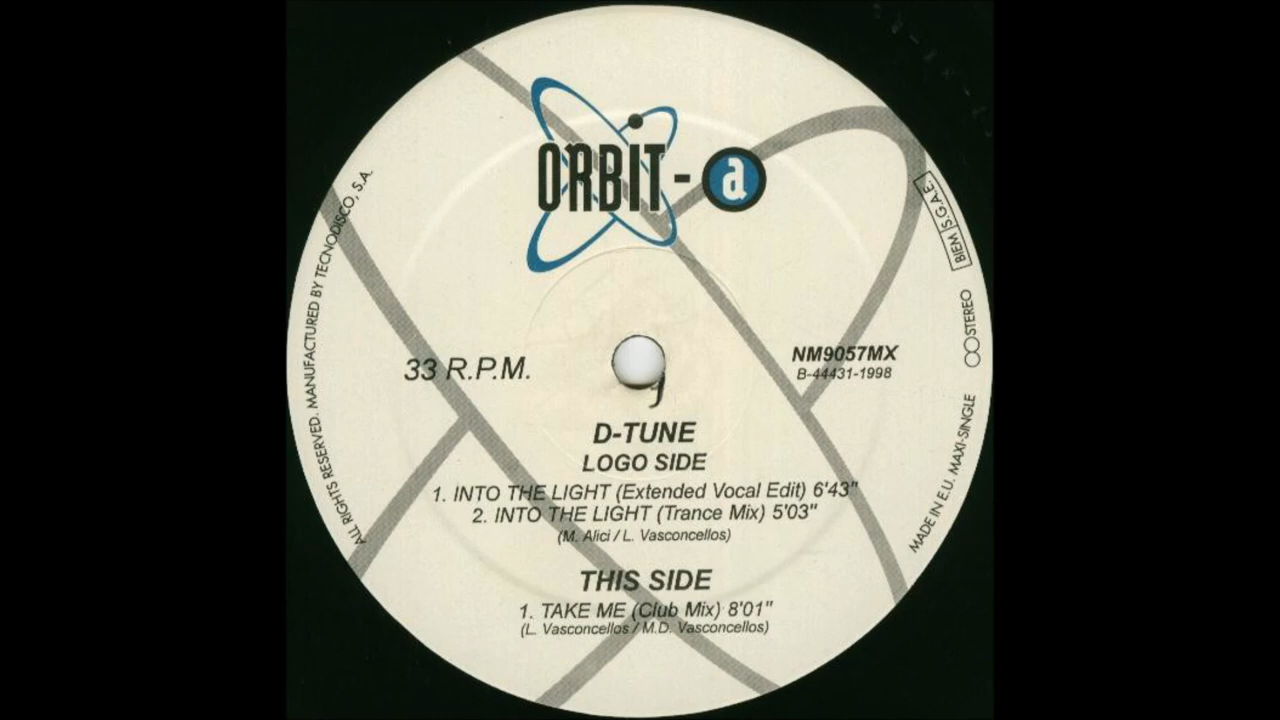 ORBIT - a
ALL RIGHTS RESERVED. MANUFACTURED BY TECNODISCO, S.A.
BIEM S.G.A.E.
STEREO
MADE IN E.U. MAXI-SINGLE
33 R.P.M.
NM9057MX
B-44431-1998
D-TUNE
LOGO SIDE
1. INTO THE LIGHT (Extended Vocal Edit) 6'43"
2. INTO THE LIGHT (Trance Mix) 5'03"
(M. Alici / L. Vasconcellos)
THIS SIDE
1. TAKE ME (Club Mix) 8'01"
(L. Vasconcellos / M.D. Vasconcellos)